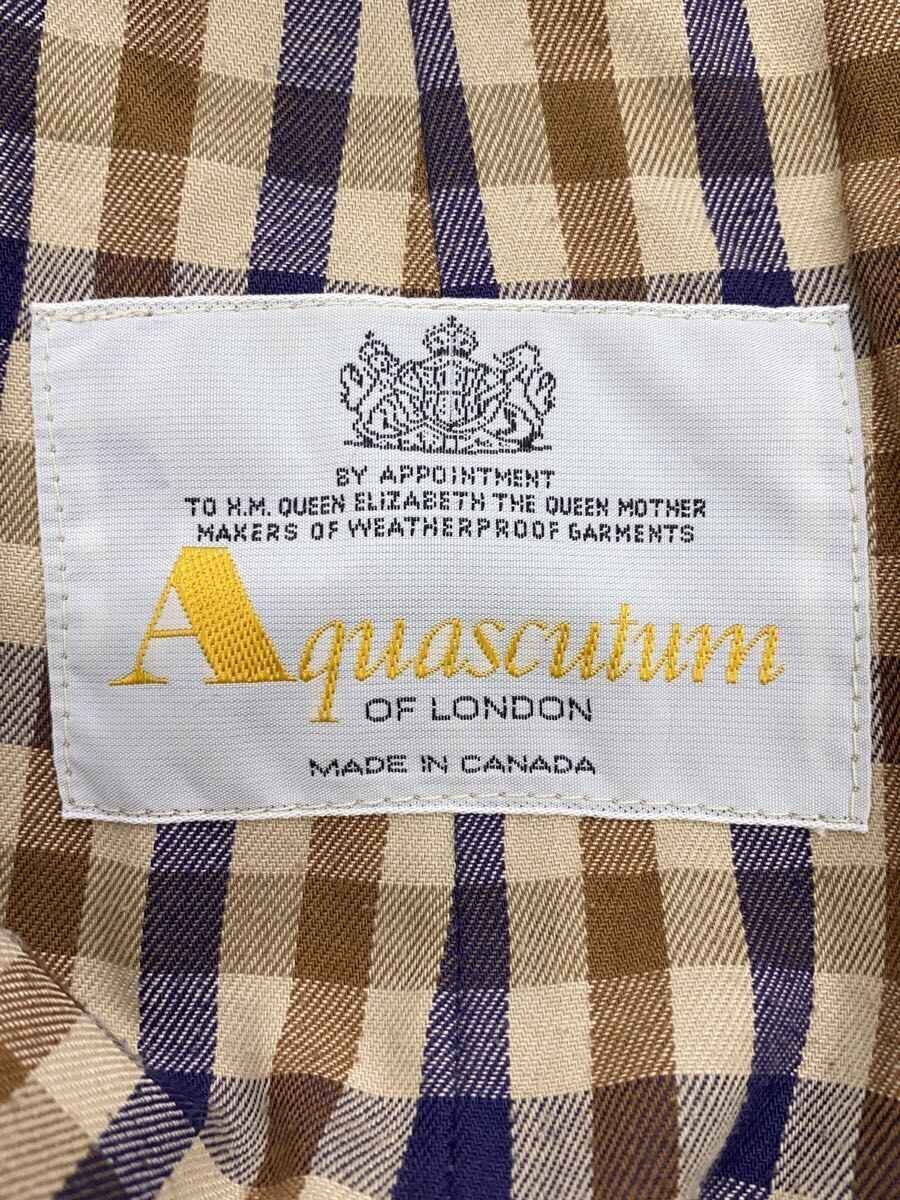 BY APPOINTMENT
TO H.M. QUEEN ELIZABETH THE QUEEN MOTHER
MAKERS OF WEATHERPROOF GARMENTS
Aquascutum
OF LONDON
MADE IN CANADA